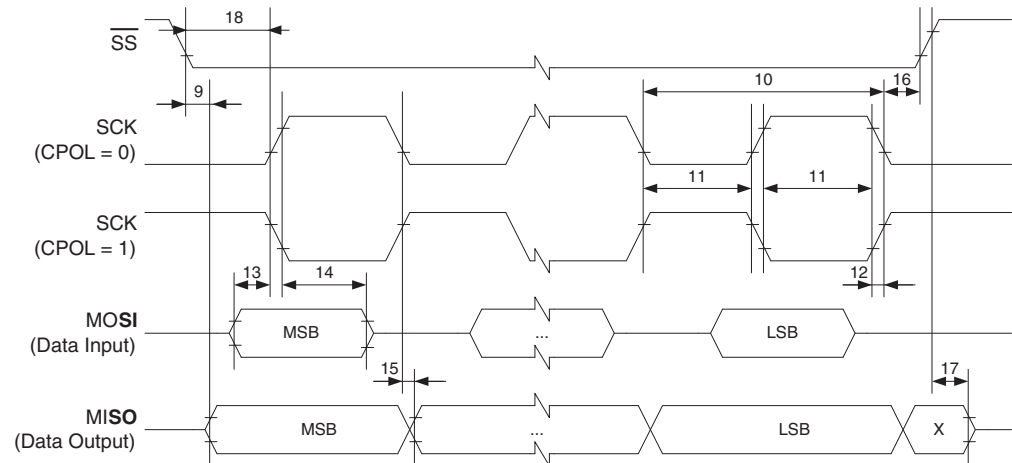 18
SS
9
10
16
SCK
(CPOL = 0)
11
11
SCK
(CPOL = 1)
13
14
12
MOSI
(Data Input)
MSB
...
LSB
15
17
MISO
(Data Output)
MSB
...
LSB
X